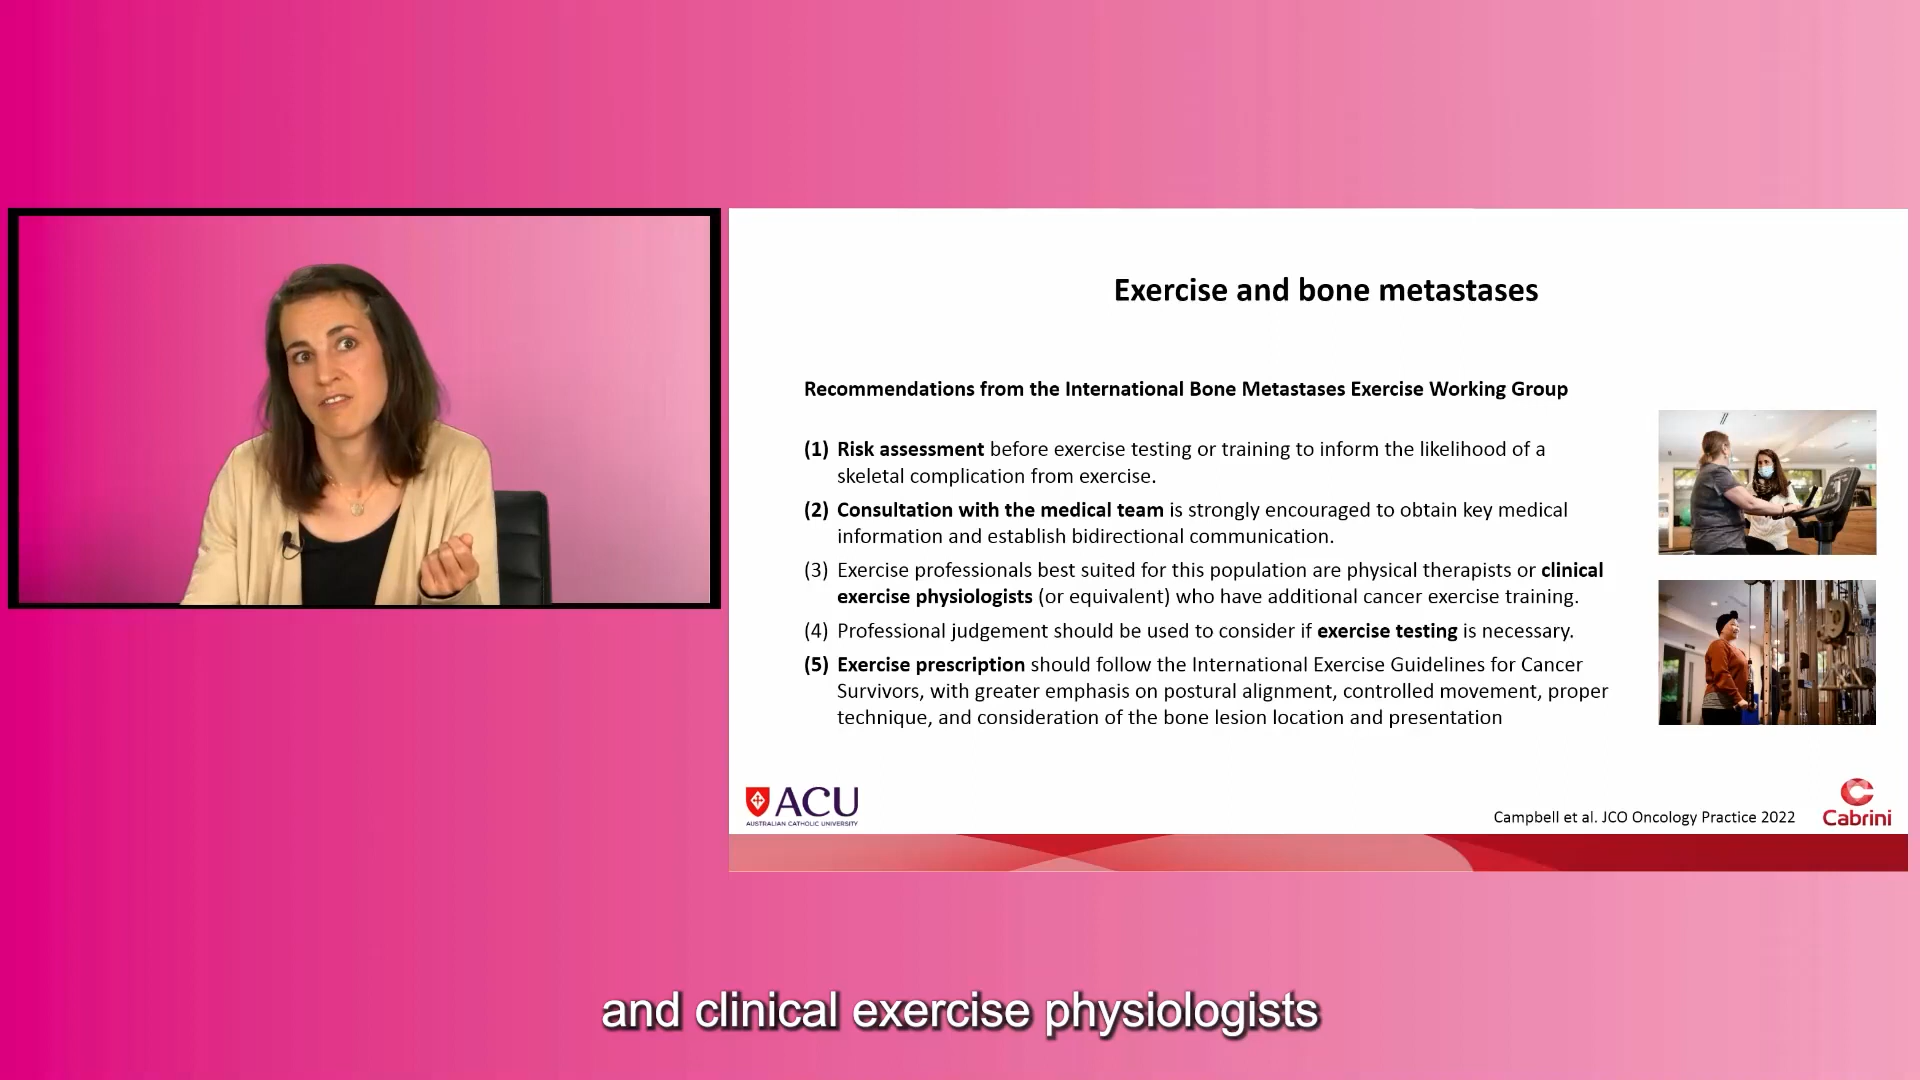 Exercise and bone metastases
Recommendations from the International Bone Metastases Exercise Working Group
(1) Risk assessment before exercise testing or training to inform the likelihood of a
skeletal complication from exercise.
(2) Consultation with the medical team is strongly encouraged to obtain key medical
information and establish bidirectional communication.
(3) Exercise professionals best suited for this population are physical therapists or clinical
exercise physiologists (or equivalent) who have additional cancer exercise training.
(4) Professional judgement should be used to consider if exercise testing is necessary.
(5) Exercise prescription should follow the International Exercise Guidelines for Cancer
Survivors, with greater emphasis on postural alignment, controlled movement, proper
technique, and consideration of the bone lesion location and presentation
ACU
AUSTRALIAN CATHOLIC UNIVERSITY
Campbell et al. JCO Oncology Practice 2022
Cabrini
and clinical exercise physiologists